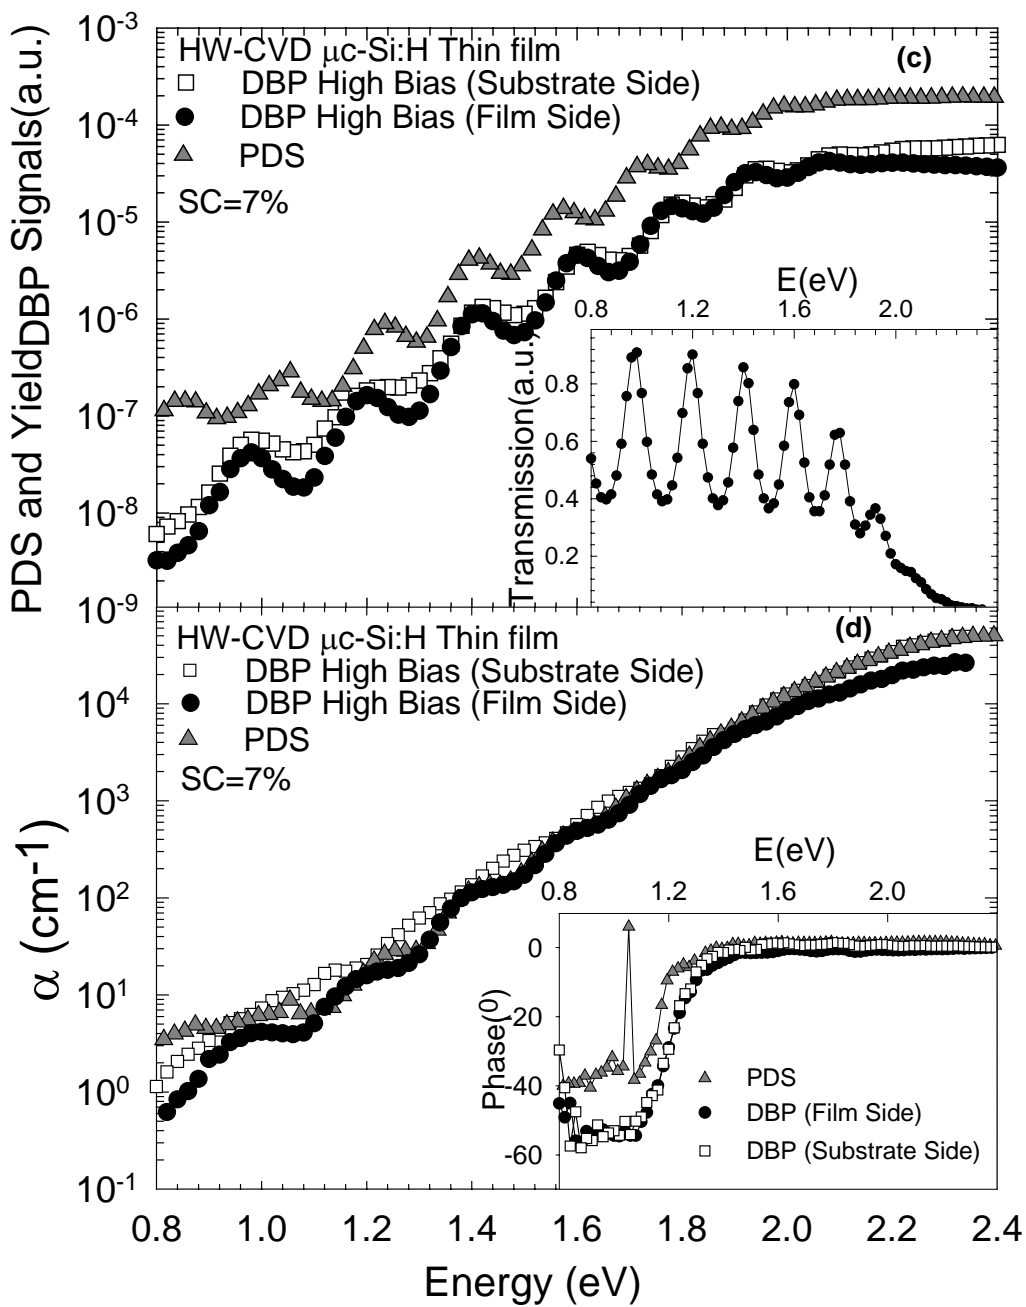 10-3
HW-CVD μc-Si:H Thin film
(c)
DBP High Bias (Substrate Side)
DBP High Bias (Film Side)
PDS
SC=7%
10-4
10-5
10-6
10-7
10-8
10-9
PDS and YieldDBP Signals(a.u.)
E(eV)
0.8 1.2 1.6 2.0
Transmission(a.u.)
0.8
0.6
0.4
0.2
HW-CVD μc-Si:H Thin film
(d)
DBP High Bias (Substrate Side)
DBP High Bias (Film Side)
PDS
SC=7%
104
103
102
101
100
10-1
α (cm-1)
E(eV)
0.8 1.2 1.6 2.0
Phase(0)
0
-20
-40
-60
PDS
DBP (Film Side)
DBP (Substrate Side)
0.8 1.0 1.2 1.4 1.6 1.8 2.0 2.2 2.4
Energy (eV)